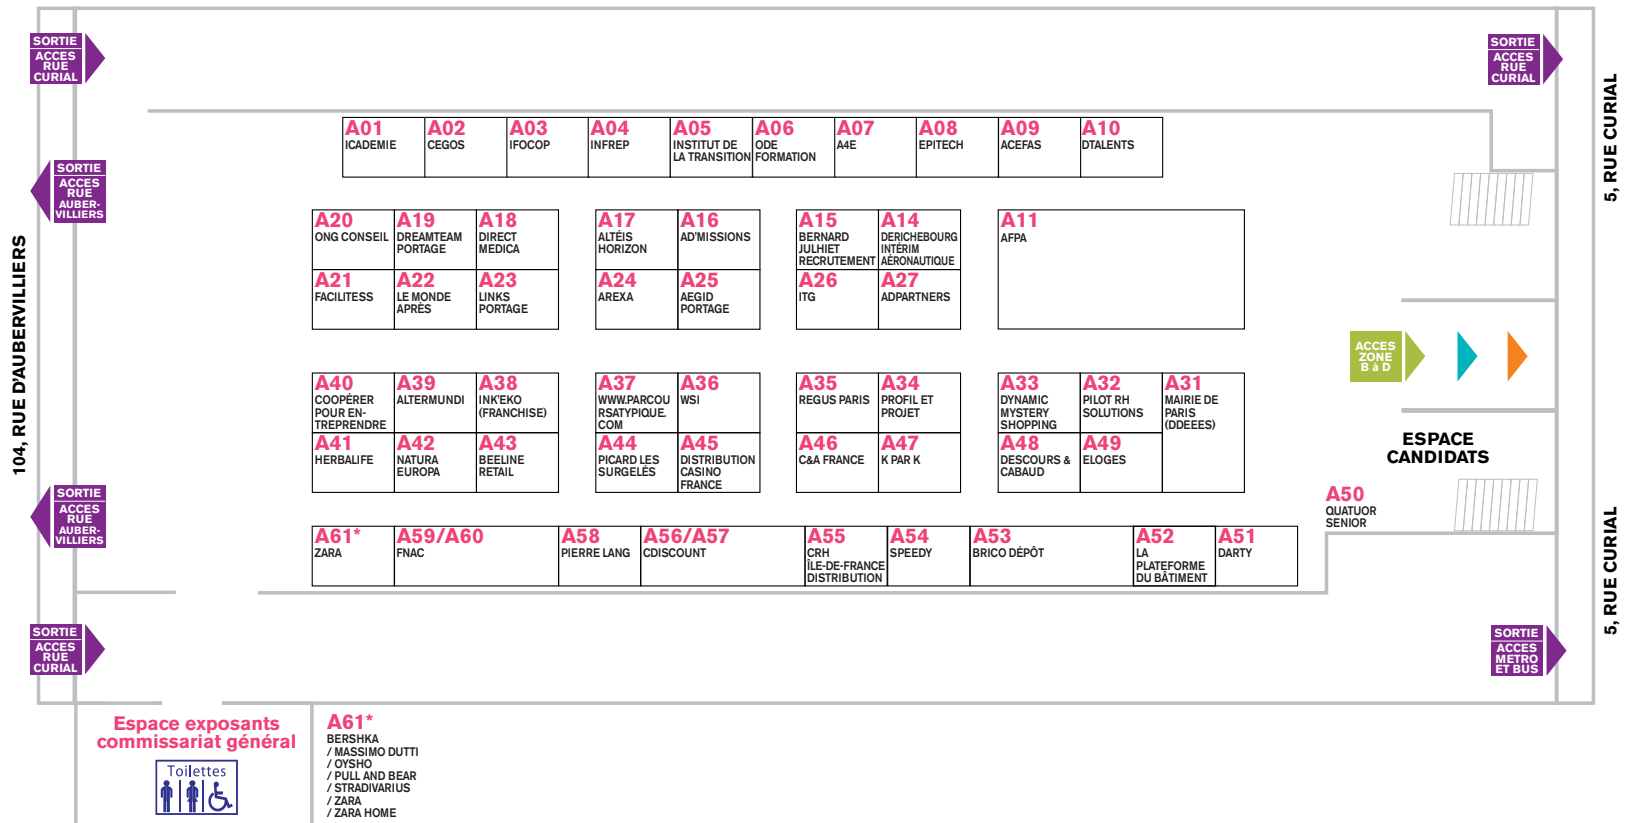 SORTIE
ACCES
RUE
CURIAL
SORTIE
ACCES
RUE
CURIAL
5, RUE CURIAL
A01
ICADEMIE
A02
CEGOS
A03
IFOCOP
A04
INFREP
A05
INSTITUT DE
LA TRANSITION
A06
ODE
FORMATION
A07
A4E
A08
EPITECH
A09
ACEFAS
A10
DTALENTS
SORTIE
ACCES
RUE
AUBER-
VILLIERS
A20
ONG CONSEIL
A19
DREAMTEAM
PORTAGE
A18
DIRECT
MEDICA
A17
ALTÉIS
HORIZON
A16
AD'MISSIONS
A15
BERNARD
JULHIET
RECRUTEMENT
A14
DERICHEBOURG
INTÉRIM
AÉRONAUTIQUE
A11
AFPA
A21
FACILITESS
A22
LE MONDE
APRÈS
A23
LINKS
PORTAGE
A24
AREXA
A25
AEGID
PORTAGE
A26
ITG
A27
ADPARTNERS
104, RUE D'AUBERVILLIERS
ACCES
ZONE
B à D
A40
COOPÉRER
POUR EN-
TREPRENDRE
A39
ALTERMUNDI
A38
INK'EKO
(FRANCHISE)
A37
WWW.PARCOU
RSATYPIQUE.
COM
A36
WSI
A35
REGUS PARIS
A34
PROFIL ET
PROJET
A33
DYNAMIC
MYSTERY
SHOPPING
A32
PILOT RH
SOLUTIONS
A31
MAIRIE DE
PARIS
(DDEEES)
A41
HERBALIFE
A42
NATURA
EUROPA
A43
BEELINE
RETAIL
A44
PICARD LES
SURGELÉS
A45
DISTRIBUTION
CASINO
FRANCE
A46
C&A FRANCE
A47
K PAR K
A48
DESCOURS &
CABAUD
A49
ELOGES
ESPACE
CANDIDATS
A50
QUATUOR
SENIOR
SORTIE
ACCES
RUE
AUBER-
VILLIERS
A61*
ZARA
A59/A60
FNAC
A58
PIERRE LANG
A56/A57
CDISCOUNT
A55
CRH
ÎLE-DE-FRANCE
DISTRIBUTION
A54
SPEEDY
A53
BRICO DÉPÔT
A52
LA
PLATEFORME
DU BÂTIMENT
A51
DARTY
5, RUE CURIAL
SORTIE
ACCES
RUE
CURIAL
SORTIE
ACCES
METRO
ET BUS
Espace exposants
commissariat général
Toilettes
A61*
BERSHKA
/ MASSIMO DUTTI
/ OYSHO
/ PULL AND BEAR
/ STRADIVARIUS
/ ZARA
/ ZARA HOME